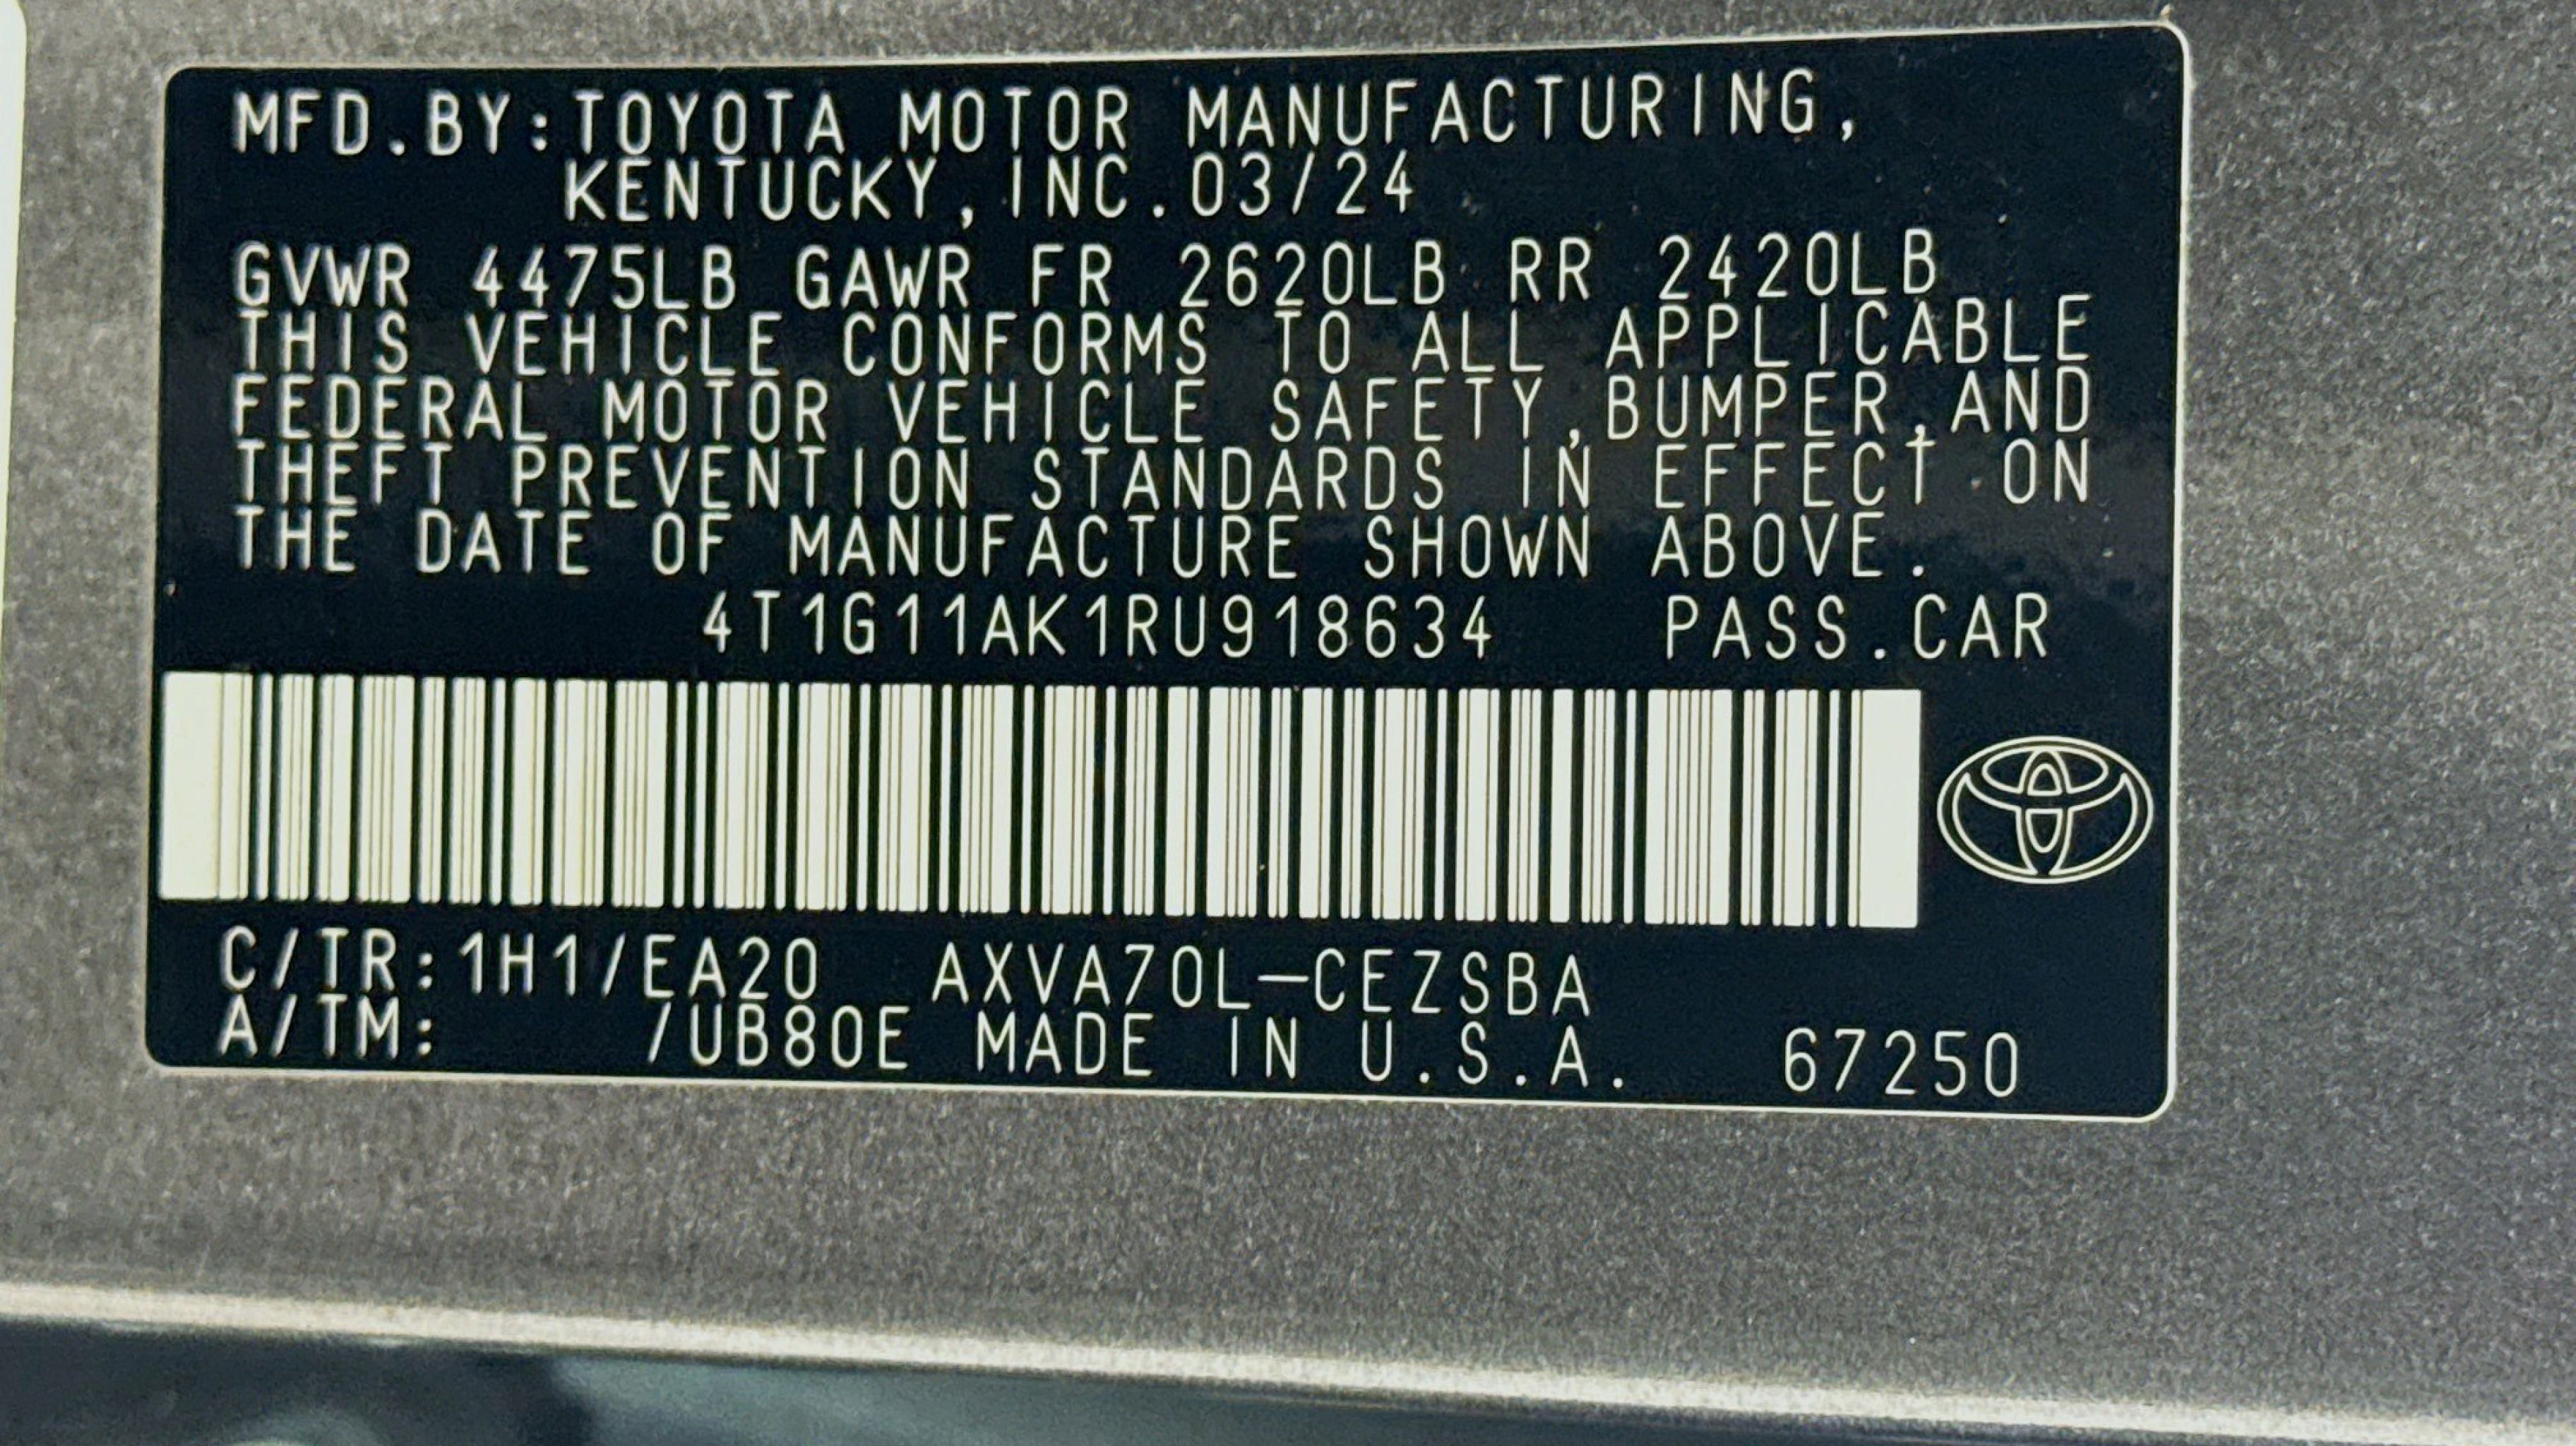 MFD.BY:TOYOTA MOTOR MANUFACTURING,
KENTUCKY,INC.03/24
GVWR 4475LB GAWR FR 2620LB RR 2420LB
THIS VEHICLE CONFORMS TO ALL APPLICABLE
FEDERAL MOTOR VEHICLE SAFETY,BUMPER,AND
THEFT PREVENTION STANDARDS IN EFFECT ON
THE DATE OF MANUFACTURE SHOWN ABOVE.
4T1G11AK1RU918634 PASS.CAR
C/TR:1H1/EA20 AXVA70L-CEZSBA
A/TM: /UB80E MADE IN U.S.A. 67250